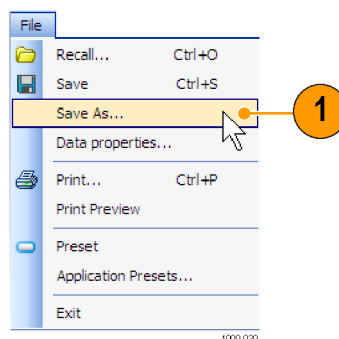 File
Recall... Ctrl+O
Save Ctrl+S
Save As...
1
Data properties...
Print... Ctrl+P
Print Preview
Preset
Application Presets...
Exit